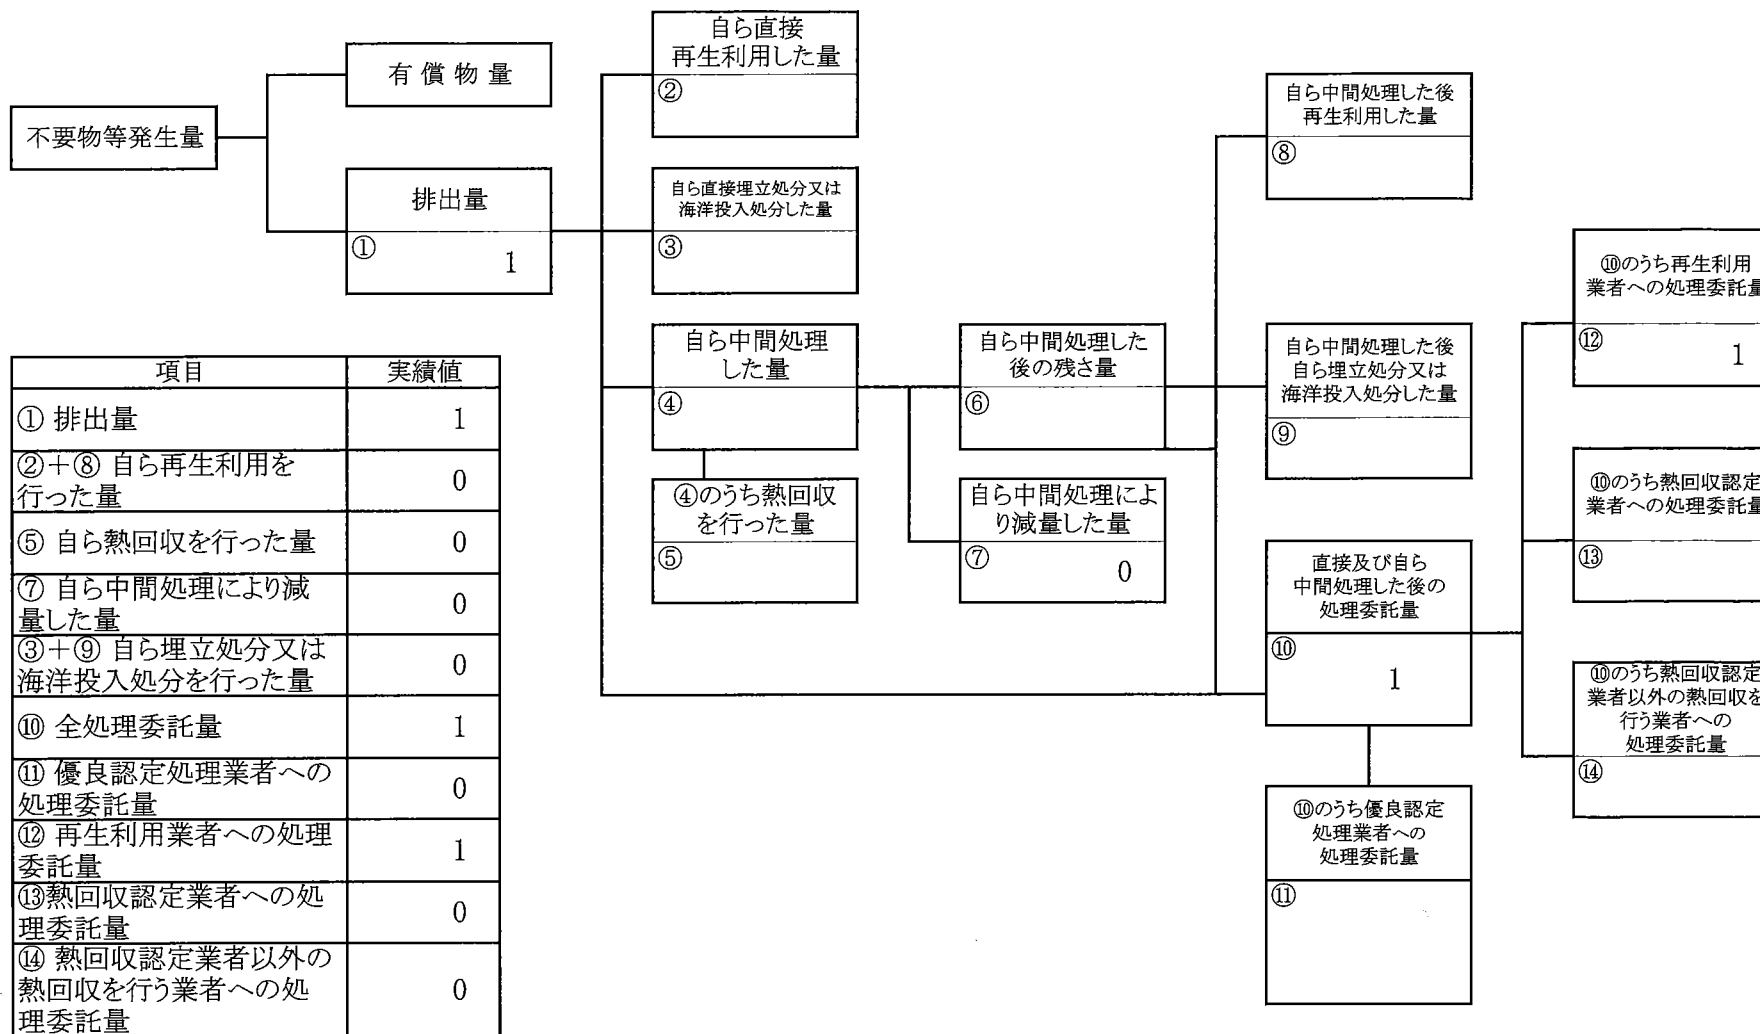 不要物等発生量
有償物量
排出量
①
1
自ら直接
再生利用した量
②
自ら直接埋立処分又は
海洋投入処分した量
③
自ら中間処理
した量
④
④のうち熱回収
を行った量
⑤
自ら中間処理した
後の残さ量
⑥
自ら中間処理によ
り減量した量
⑦
0
自ら中間処理した後
再生利用した量
⑧
自ら中間処理した後
自ら埋立処分又は
海洋投入処分した量
⑨
直接及び自ら
中間処理した後の
処理委託量
⑩
1
⑩のうち優良認定
処理業者への
処理委託量
⑪
⑩のうち再生利用
業者への処理委託量
⑫
1
⑩のうち熱回収認定
業者への処理委託量
⑬
⑩のうち熱回収認定
業者以外の熱回収を
行う業者への
処理委託量
⑭
項目 実績値
① 排出量 1
②+⑧ 自ら再生利用を
行った量 0
⑤ 自ら熱回収を行った量 0
⑦ 自ら中間処理により減
量した量 0
③+⑨ 自ら埋立処分又は
海洋投入処分を行った量 0
⑩ 全処理委託量 1
⑪ 優良認定処理業者への
処理委託量 0
⑫ 再生利用業者への処理
委託量 1
⑬熱回収認定業者への処
理委託量 0
⑭ 熱回収認定業者以外の
熱回収を行う業者への処
理委託量 0